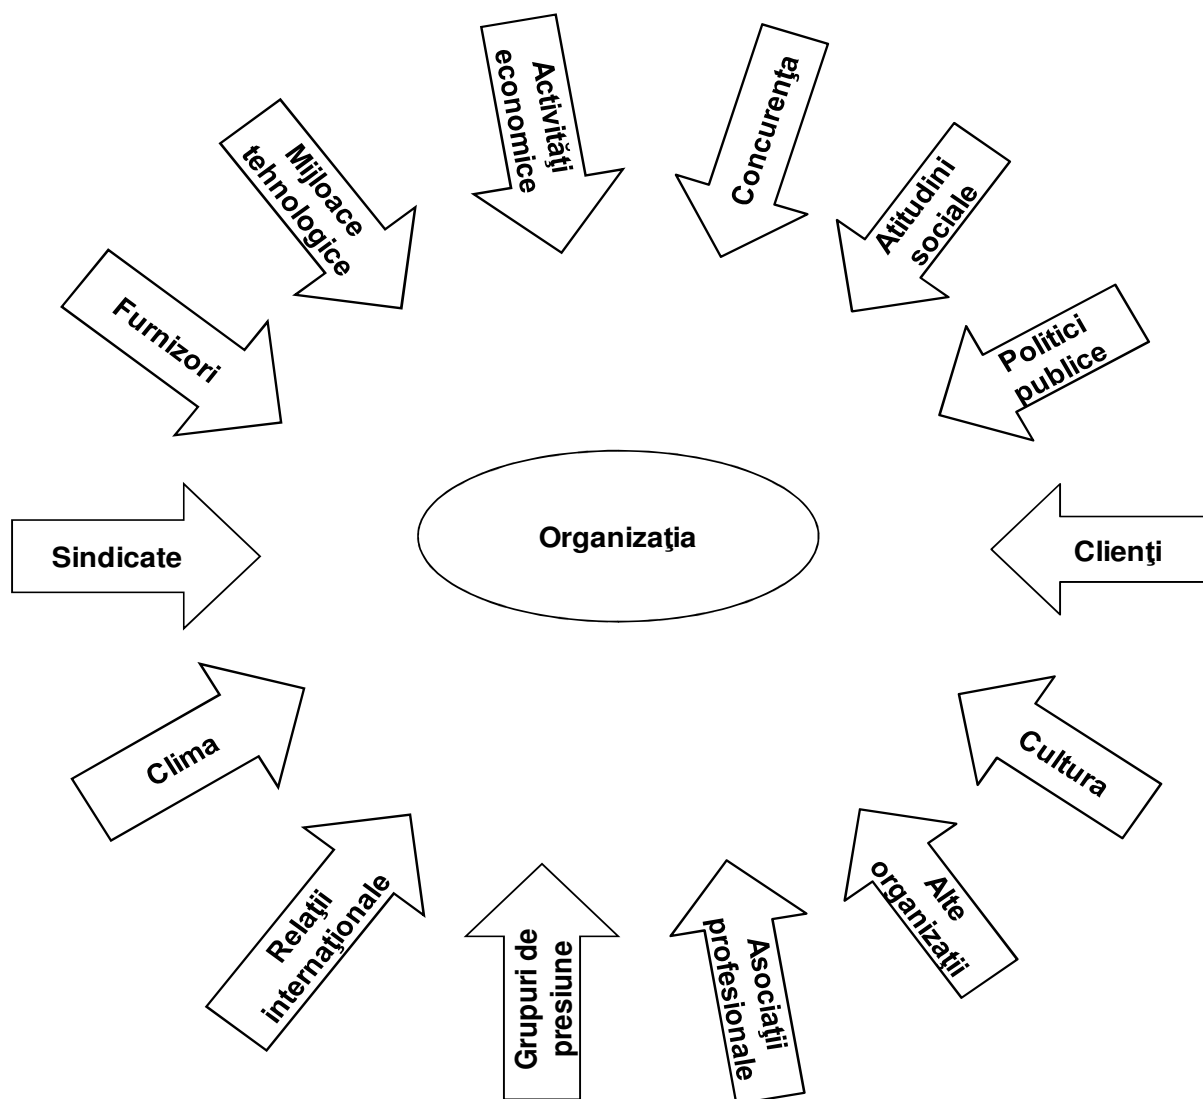 Activităţi
economice
Concurenţa
Mijloace
tehnologice
Atitudini
sociale
Furnizori
Politici
publice
Organizaţia
Sindicate
Clienţi
Clima
Cultura
Relaţii
internaţionale
Grupuri de
presiune
Asociaţii
profesionale
Alte
organizaţii